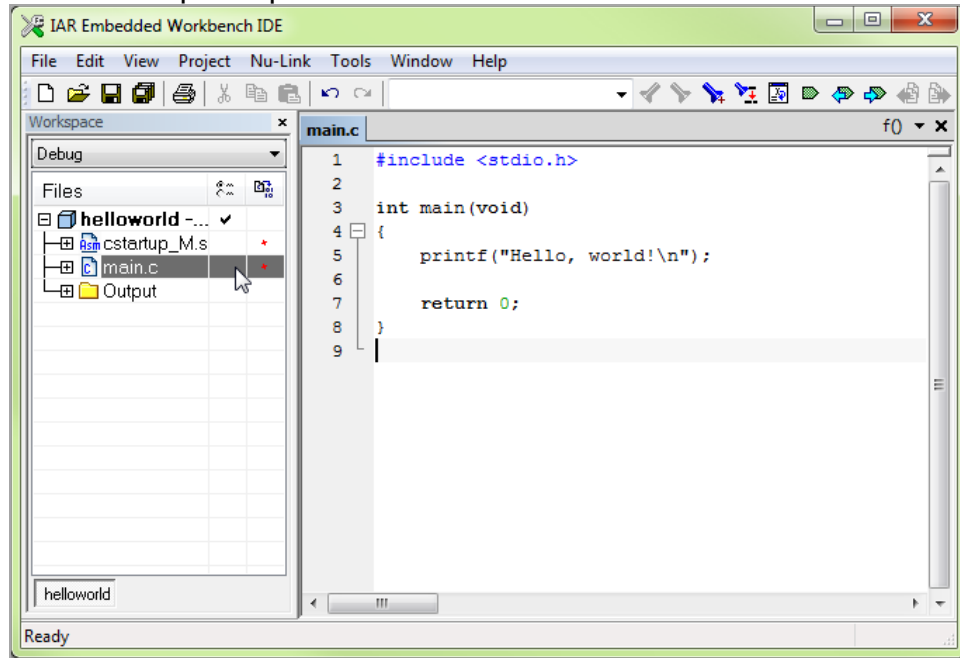 IAR Embedded Workbench IDE
File Edit View Project Nu-Link Tools Window Help
Workspace
Debug
Files
helloworld -...
cstartup_M.s
main.c
Output
helloworld
main.c
f()
1 #include <stdio.h>
2
3 int main(void)
4 {
5 printf("Hello, world!\n");
6
7 return 0;
8 }
9
Ready